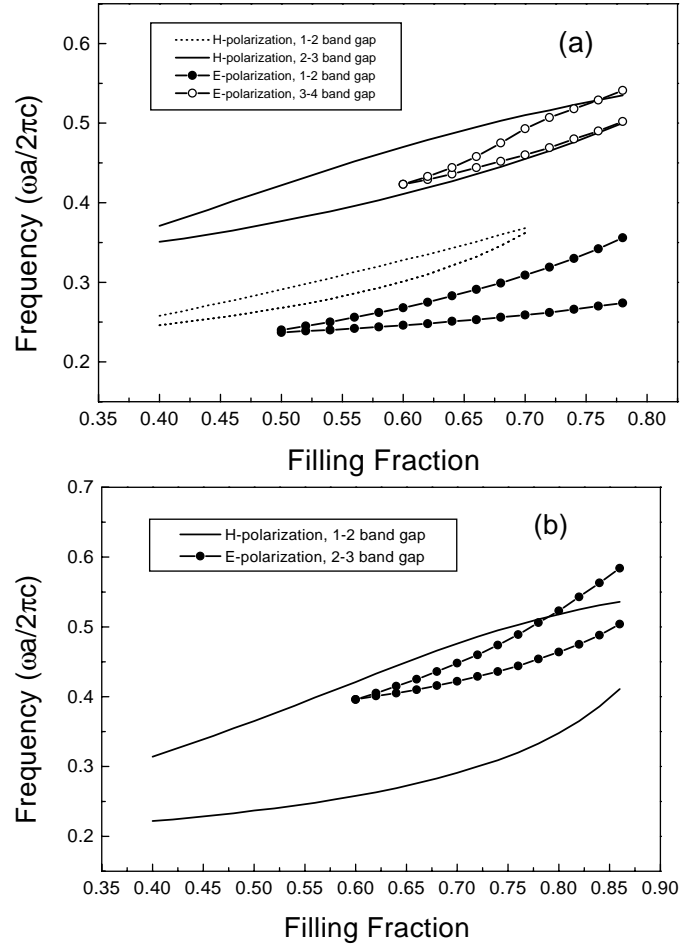 0.6
0.5
0.4
0.3
0.2
Frequency (ωa/2πc)
H-polarization, 1-2 band gap
H-polarization, 2-3 band gap
E-polarization, 1-2 band gap
E-polarization, 3-4 band gap
(a)
0.35 0.40 0.45 0.50 0.55 0.60 0.65 0.70 0.75 0.80
Filling Fraction
0.7
0.6
0.5
0.4
0.3
0.2
Frequency (ωa/2πc)
H-polarization, 1-2 band gap
E-polarization, 2-3 band gap
(b)
0.35 0.40 0.45 0.50 0.55 0.60 0.65 0.70 0.75 0.80 0.85 0.90
Filling Fraction